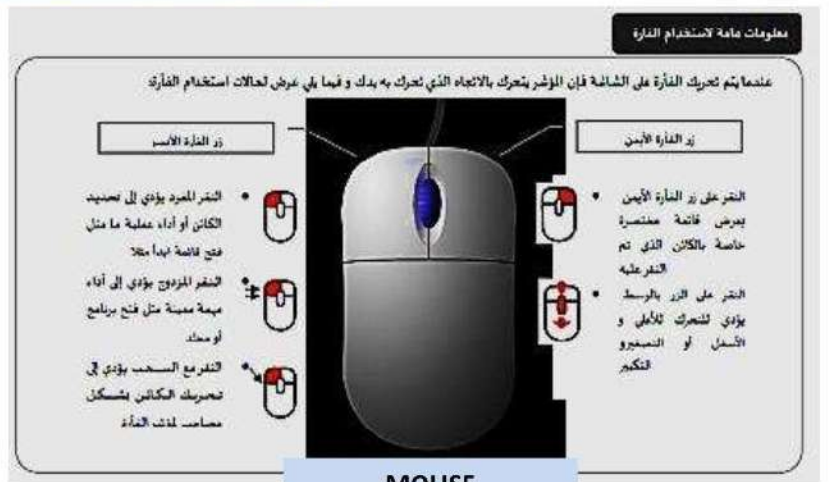 معلومات عامة لاستخدام الفارة
عندما يتم تحريك الفأرة على الشاشة فإن المؤشر يتحرك بالاتجاه الذي تحرك به يدك و فيما يلي عرض لحالات استخدام الفأرة
زر الفأرة الأيمن
النقر على زر الفأرة الأيمن
يعرض قائمة مختصرة
خاصة بالكائن الذي تم
النقر عليه
النقر على الزر بالوسط
يؤدي للتحرك للأعلى و
الأسفل أو التصغير و
التكبير
زر الفأرة الأيسر
النقر المفرد يؤدي إلى تحديد
الكائن أو أداء عملية ما مثل
فتح قائمة ابدأ مثلا
النقر المزدوج يؤدي إلى أداء
مهمة معينة مثل فتح برنامج
أو مجلد
النقر مع السحب يؤدي إلى
تحريك الكائن بشكل
مصاحب لمؤشر الفأرة
MOUSE